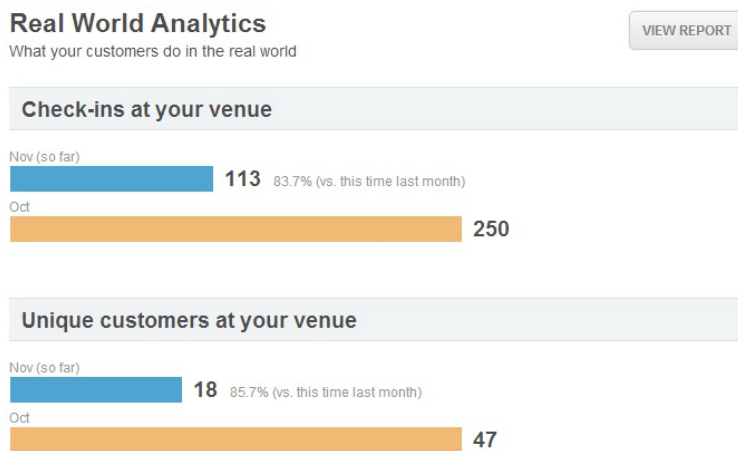 Real World Analytics
VIEW REPORT
What your customers do in the real world
Check-ins at your venue
Nov (so far)
113 83.7% (vs. this time last month)
Oct
250
Unique customers at your venue
Nov (so far)
18 85.7% (vs. this time last month)
Oct
47